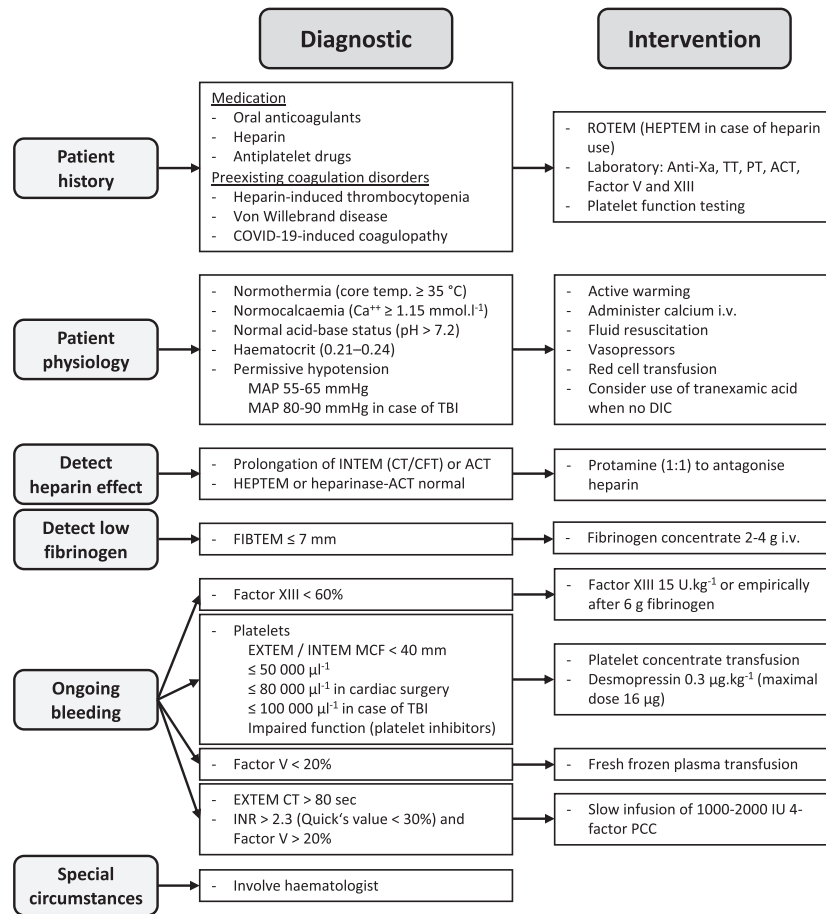 Diagnostic
Intervention
Patient
history
Medication
- Oral anticoagulants
- Heparin
- Antiplatelet drugs
Preexisting coagulation disorders
- Heparin-induced thrombocytopenia
- Von Willebrand disease
- COVID-19-induced coagulopathy
- ROTEM (HEPTEM in case of heparin
use)
- Laboratory: Anti-Xa, TT, PT, ACT,
Factor V and XIII
- Platelet function testing
Patient
physiology
- Normothermia (core temp. ≥ 35 °C)
- Normocalcaemia (Ca⁺⁺ ≥ 1.15 mmol.l⁻¹)
- Normal acid-base status (pH > 7.2)
- Haematocrit (0.21–0.24)
- Permissive hypotension
MAP 55-65 mmHg
MAP 80-90 mmHg in case of TBI
- Active warming
- Administer calcium i.v.
- Fluid resuscitation
- Vasopressors
- Red cell transfusion
- Consider use of tranexamic acid
when no DIC
Detect
heparin effect
- Prolongation of INTEM (CT/CFT) or ACT
- HEPTEM or heparinase-ACT normal
- Protamine (1:1) to antagonise
heparin
Detect low
fibrinogen
- FIBTEM ≤ 7 mm
- Fibrinogen concentrate 2-4 g i.v.
Ongoing
bleeding
- Factor XIII < 60%
- Factor XIII 15 U.kg⁻¹ or empirically
after 6 g fibrinogen
- Platelets
EXTEM / INTEM MCF < 40 mm
≤ 50 000 µl⁻¹
≤ 80 000 µl⁻¹ in cardiac surgery
≤ 100 000 µl⁻¹ in case of TBI
Impaired function (platelet inhibitors)
- Platelet concentrate transfusion
- Desmopressin 0.3 µg.kg⁻¹ (maximal
dose 16 µg)
- Factor V < 20%
- Fresh frozen plasma transfusion
- EXTEM CT > 80 sec
- INR > 2.3 (Quick‘s value < 30%) and
Factor V > 20%
- Slow infusion of 1000-2000 IU 4-
factor PCC
Special
circumstances
- Involve haematologist